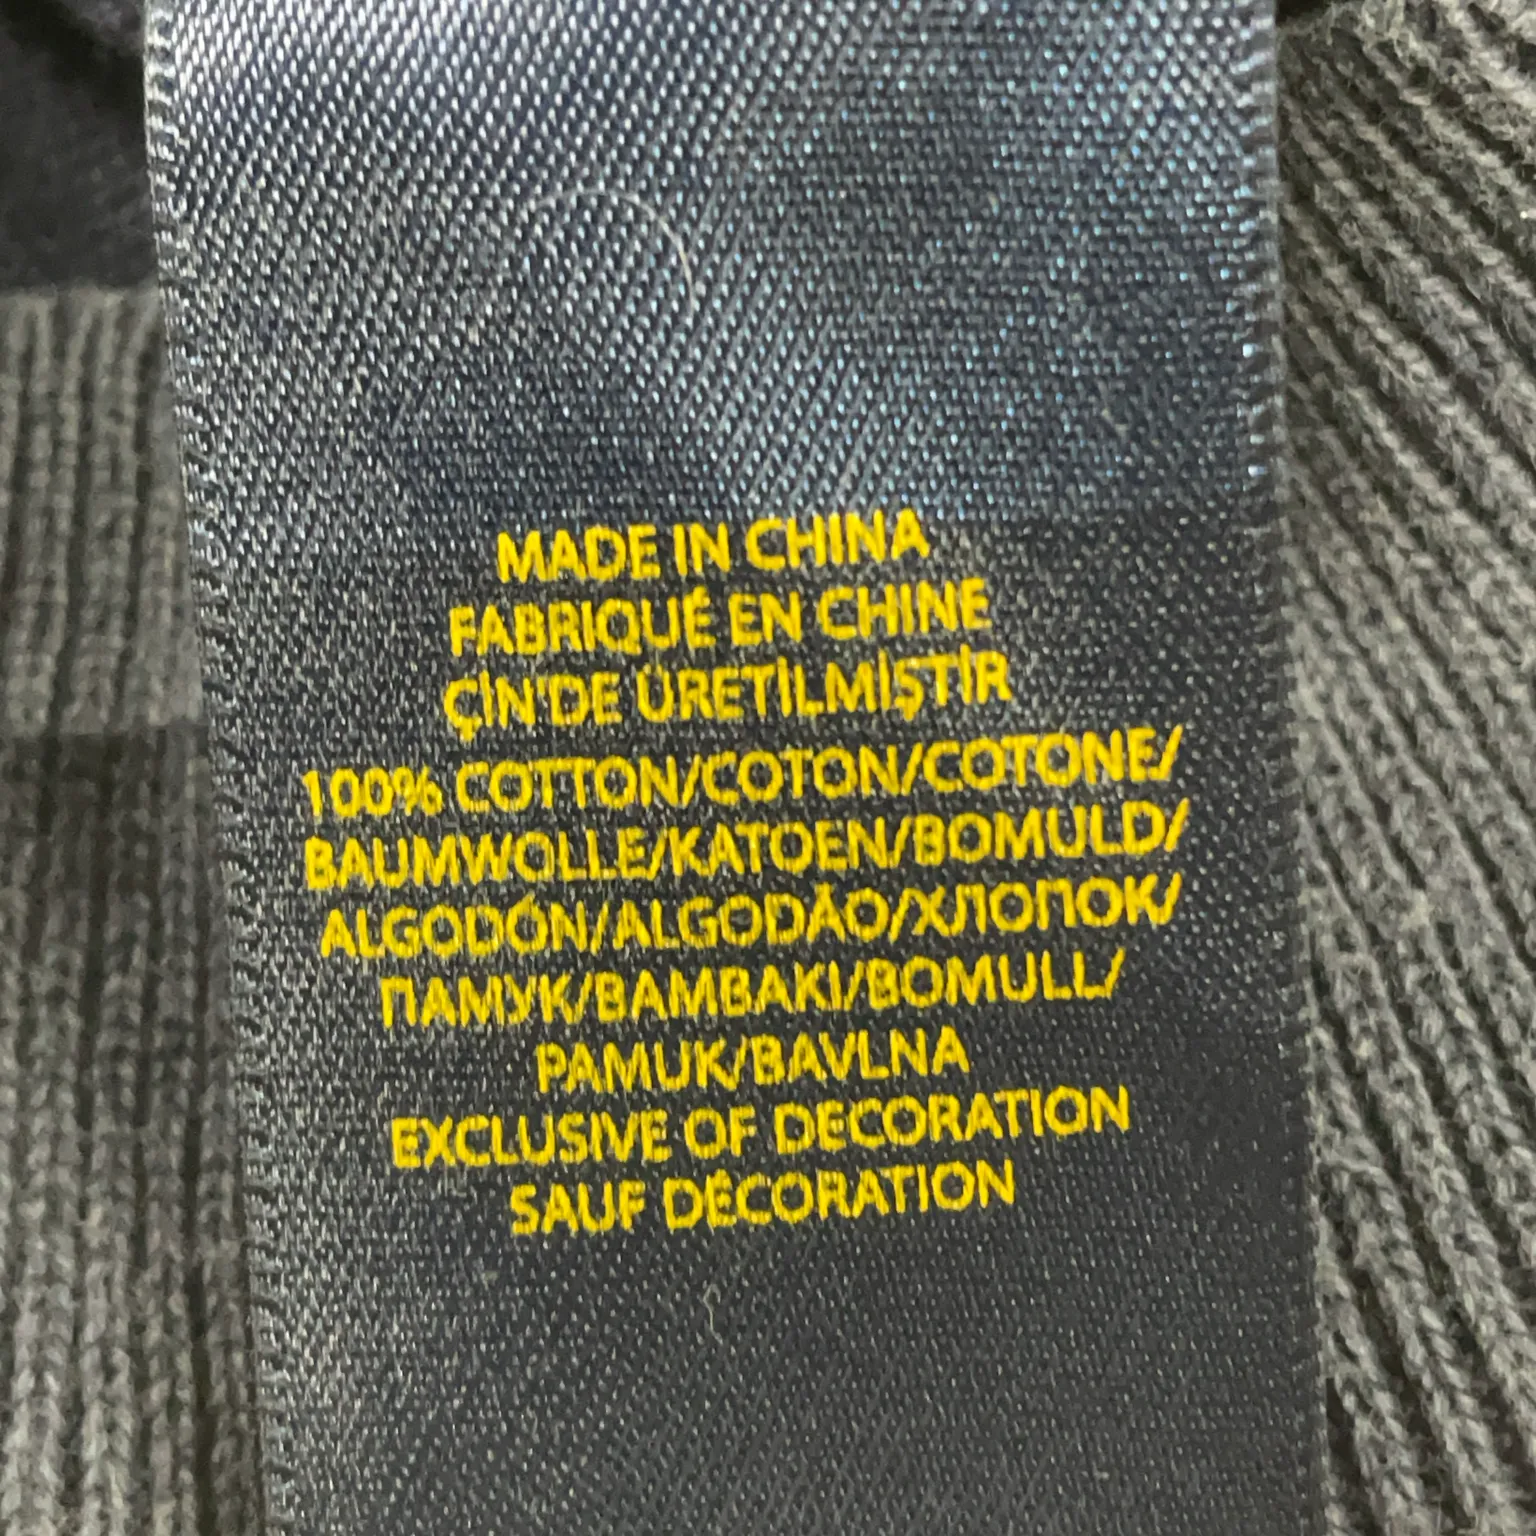 MADE IN CHINA
FABRIQUÉ EN CHINE
ÇİN'DE ÜRETİLMİŞTİR
100% COTTON/COTON/COTONE/
BAUMWOLLE/KATOEN/BOMULD/
ALGODÓN/ALGODÃO/ХЛОПОК/
ПАМУК/BAMBAKI/BOMULL/
PAMUK/BAVLNA
EXCLUSIVE OF DECORATION
SAUF DÉCORATION